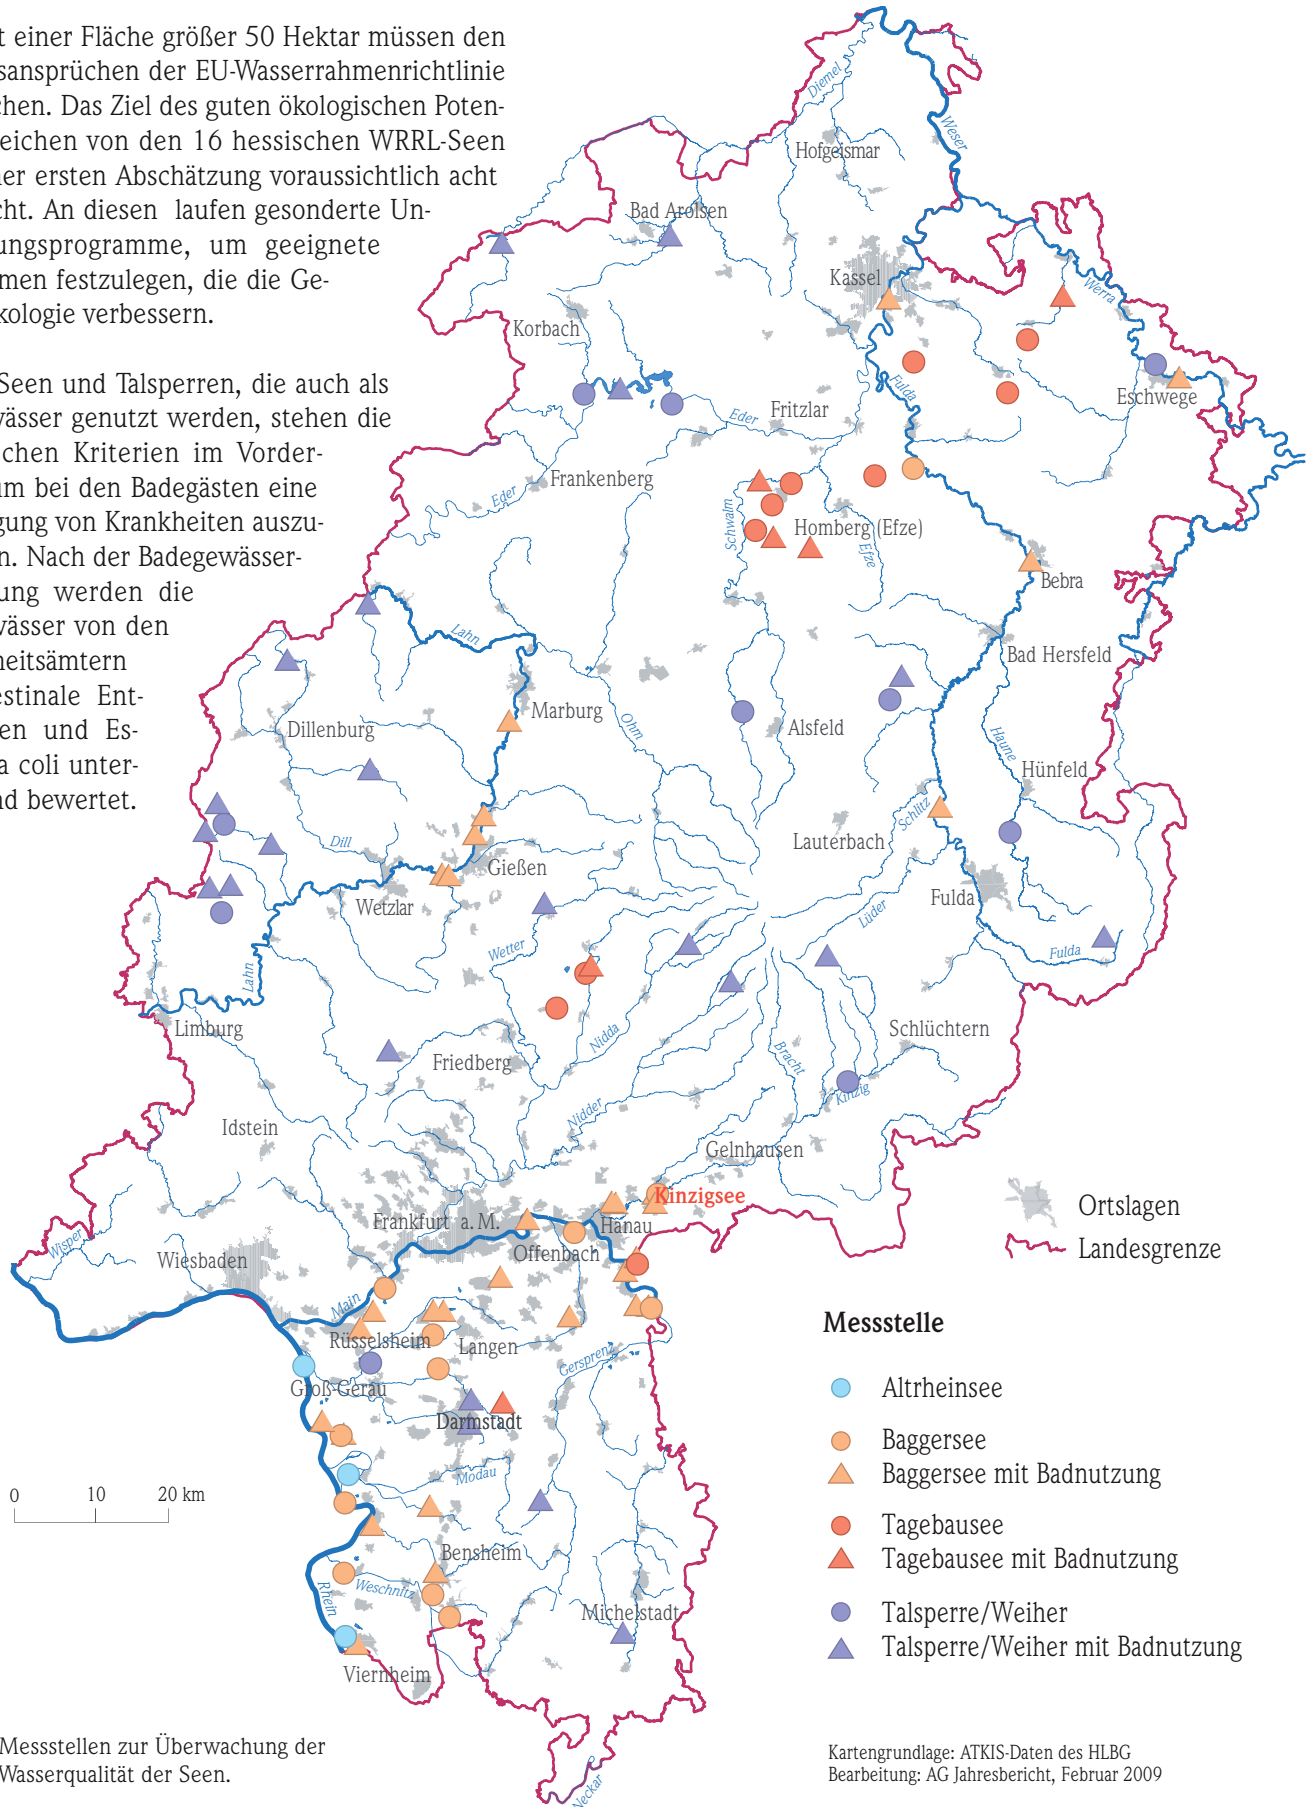 t einer Fläche größer 50 Hektar müssen den
sansprüchen der EU-Wasserrahmenrichtlinie
chen. Das Ziel des guten ökologischen Poten-
eichen von den 16 hessischen WRRL-Seen
ner ersten Abschätzung voraussichtlich acht
cht. An diesen laufen gesonderte Un-
ungsprogramme, um geeignete
men festzulegen, die die Ge-
kologie verbessern.
Seen und Talsperren, die auch als
wässer genutzt werden, stehen die
schen Kriterien im Vorder-
um bei den Badegästen eine
gung von Krankheiten auszu-
n. Nach der Badegewässer-
ung werden die
wässer von den
heitsämtern
estinale Ent-
en und Es-
a coli unter-
nd bewertet.
Diemel
Weser
Hofgeismar
Bad Arolsen
Kassel
Werra
Korbach
Eschwege
Fulda
Fritzlar
Eder
Frankenberg
Eder
Schwalm
Homberg (Efze)
Efze
Bebra
Lahn
Bad Hersfeld
Marburg
Ohm
Alsfeld
Dillenburg
Haune
Hünfeld
Schlitz
Lauterbach
Dill
Gießen
Wetzlar
Fulda
Lüder
Wetter
Fulda
Lahn
Limburg
Schlüchtern
Nidda
Friedberg
Bracht
Kinzig
Nidder
Idstein
Gelnhausen
Kinzigsee
Frankfurt a. M.
Hanau
Offenbach
Wisper
Wiesbaden
Main
Rüsselsheim
Langen
Gersprenz
Groß-Gerau
Darmstadt
Modau
Bensheim
Rhein
Weschnitz
Michelstadt
Viernheim
Neckar
0 10 20 km
Ortslagen
Landesgrenze
Messstelle
Altrheinsee
Baggersee
Baggersee mit Badnutzung
Tagebausee
Tagebausee mit Badnutzung
Talsperre/Weiher
Talsperre/Weiher mit Badnutzung
Messstellen zur Überwachung der
Wasserqualität der Seen.
Kartengrundlage: ATKIS-Daten des HLBG
Bearbeitung: AG Jahresbericht, Februar 2009